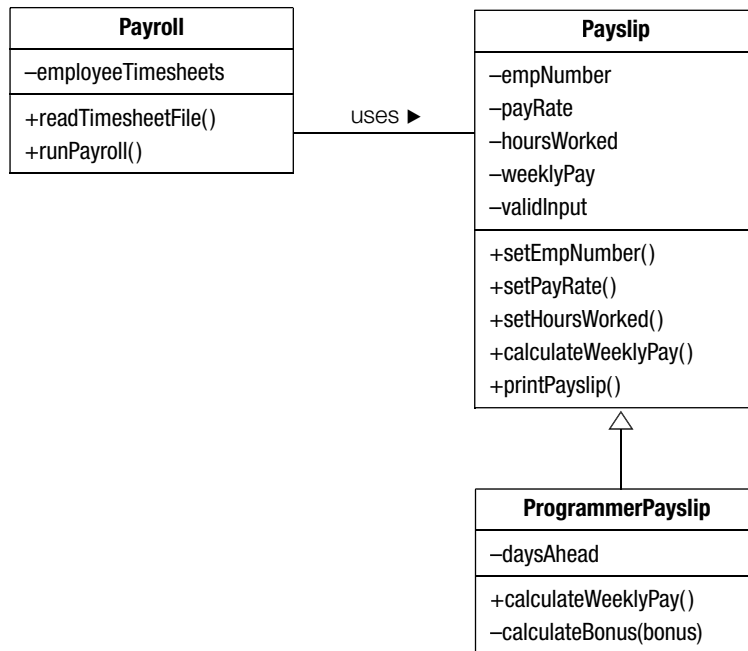 Payroll
–employeeTimesheets
+readTimesheetFile()
+runPayroll()
uses ▶
Payslip
–empNumber
–payRate
–hoursWorked
–weeklyPay
–validInput
+setEmpNumber()
+setPayRate()
+setHoursWorked()
+calculateWeeklyPay()
+printPayslip()
ProgrammerPayslip
–daysAhead
+calculateWeeklyPay()
–calculateBonus(bonus)